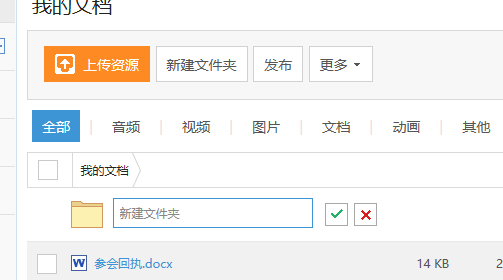 我的文档
上传资源 新建文件夹 发布 更多
全部 音频 视频 图片 文档 动画 其他
我的文档
新建文件夹
参会回执.docx 14 KB 2